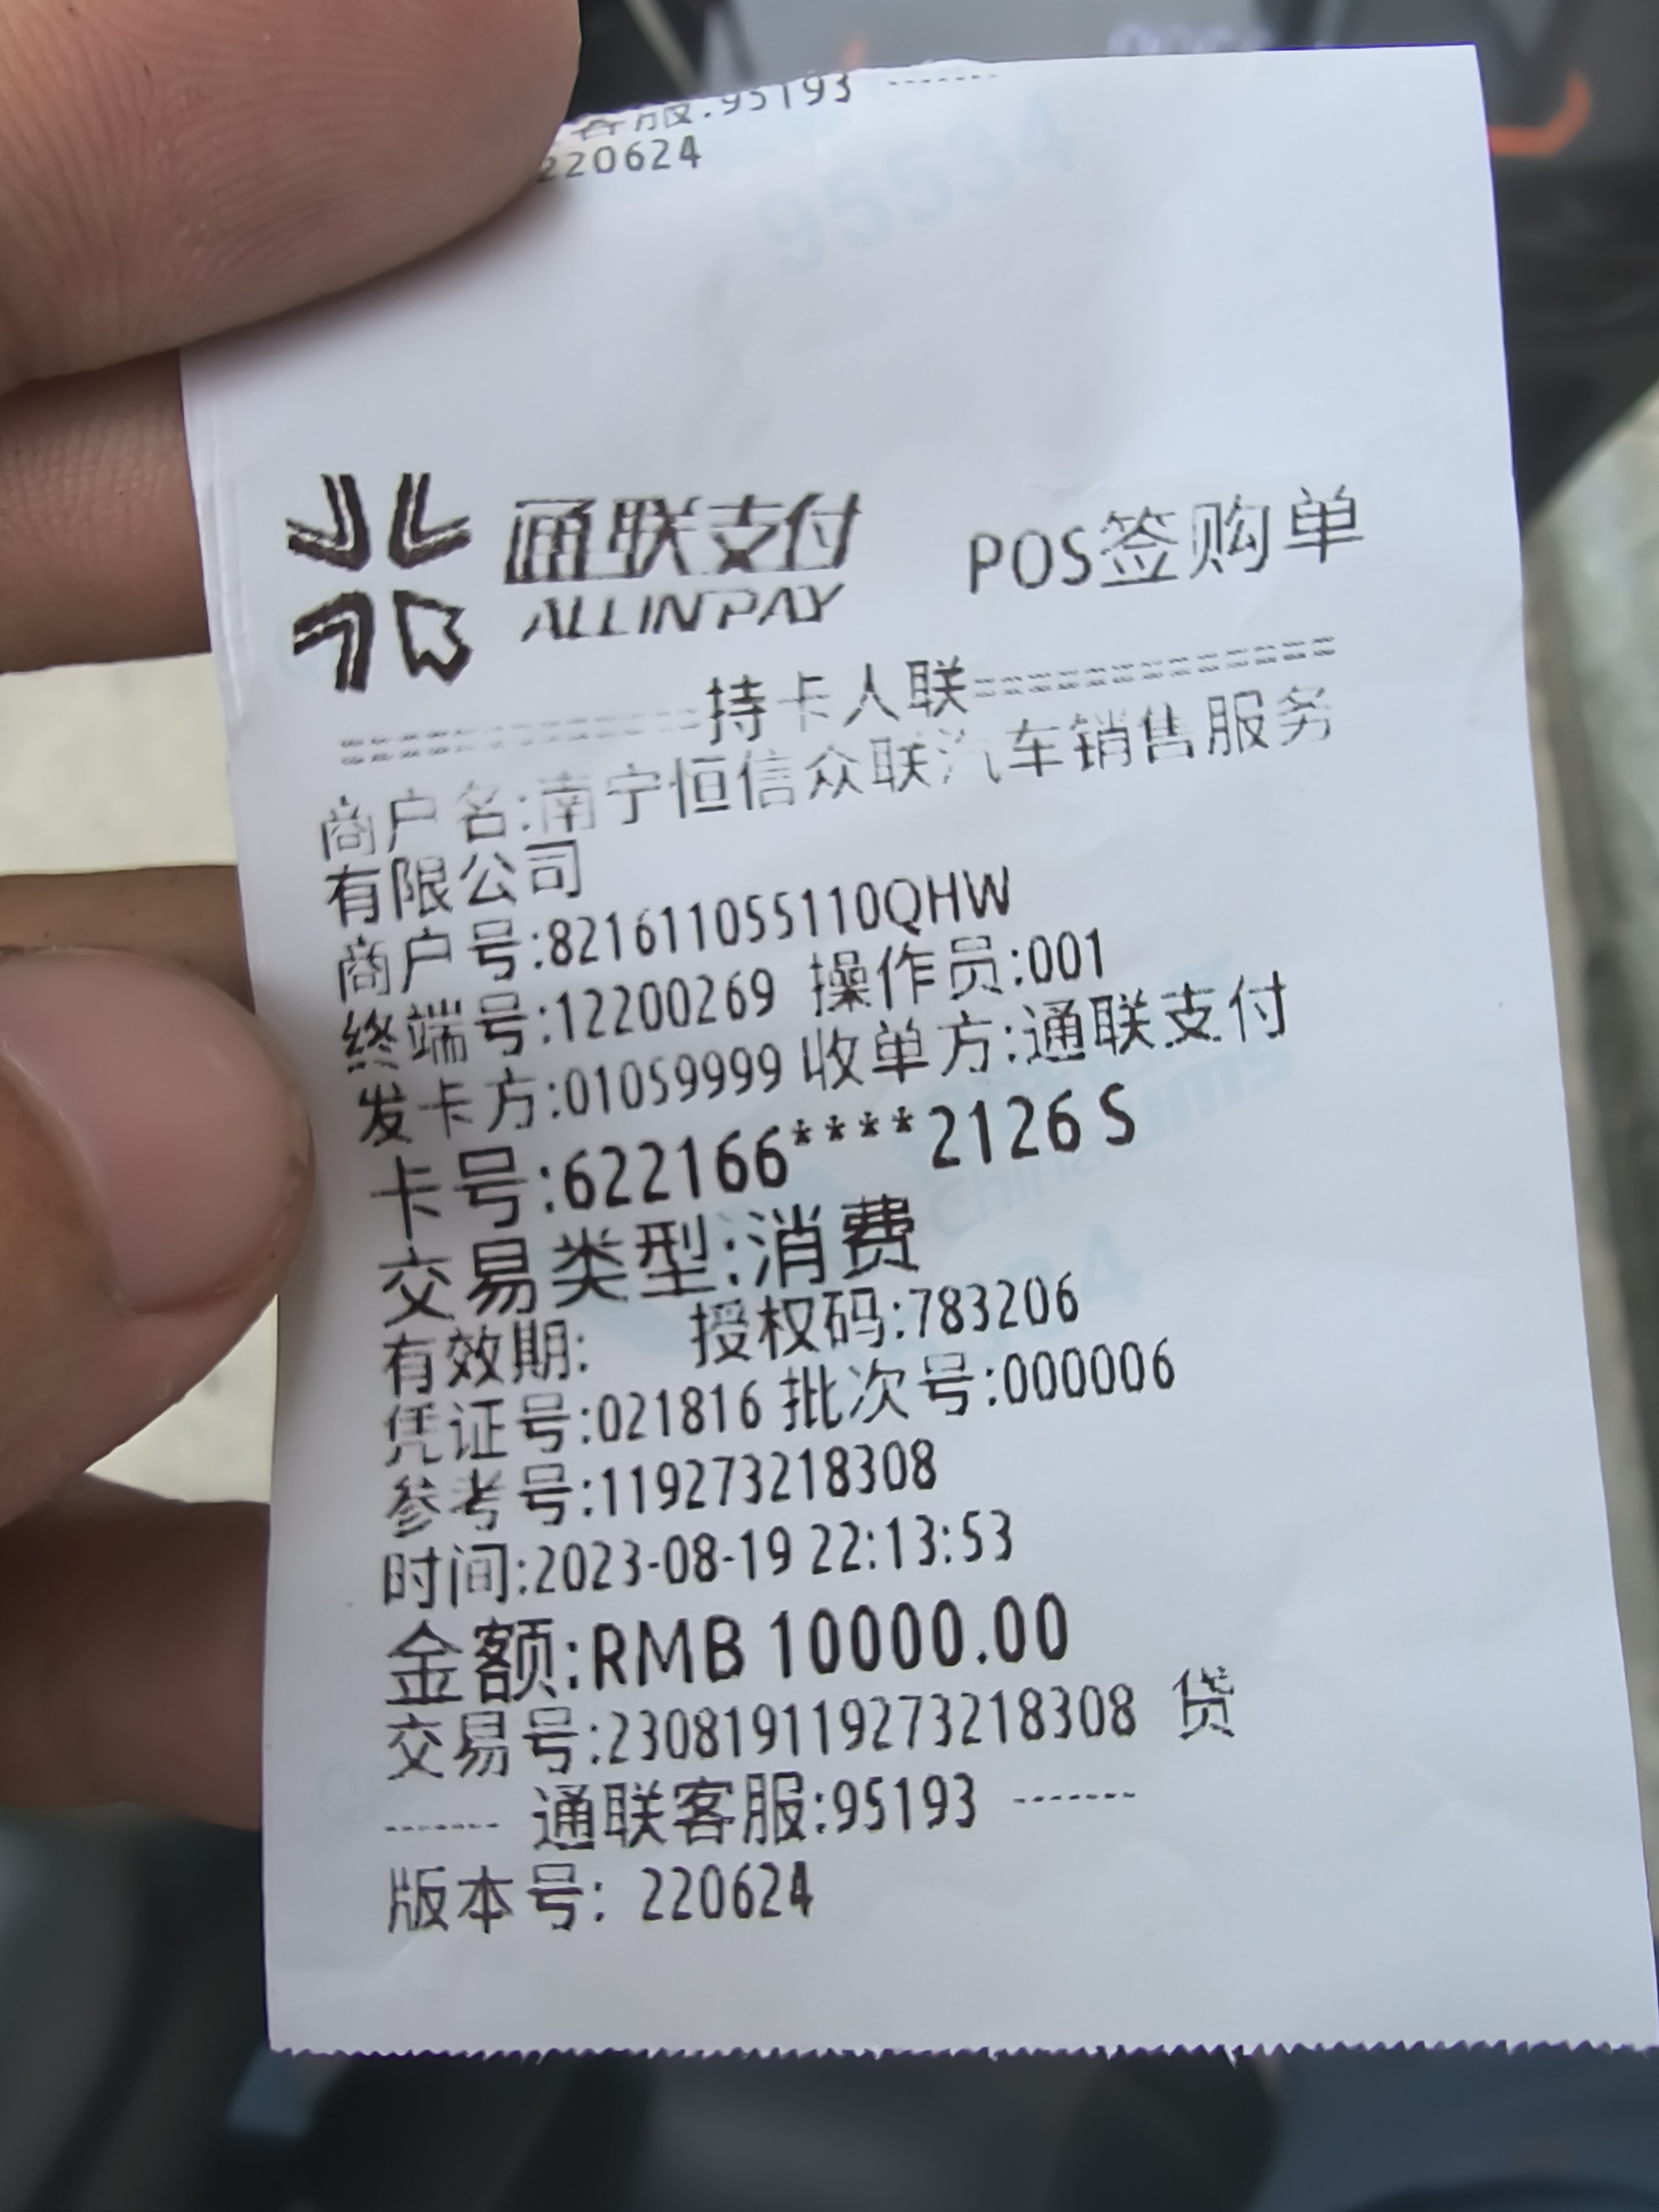 客服.95193 -------
220624
95534
通联支付
ALLINPAY
POS签购单
===========持卡人联===========
商户名:南宁恒信众联汽车销售服务
有限公司
商户号:821611055110QHW
终端号:12200269 操作员:001
发卡方:01059999 收单方:通联支付
卡号:622166****2126 S
交易类型:消费
有效期: 授权码:783206
凭证号:021816 批次号:000006
参考号:119273218308
时间:2023-08-19 22:13:53
金额:RMB 10000.00
交易号:230819119273218308 贷
------- 通联客服:95193 -------
版本号: 220624